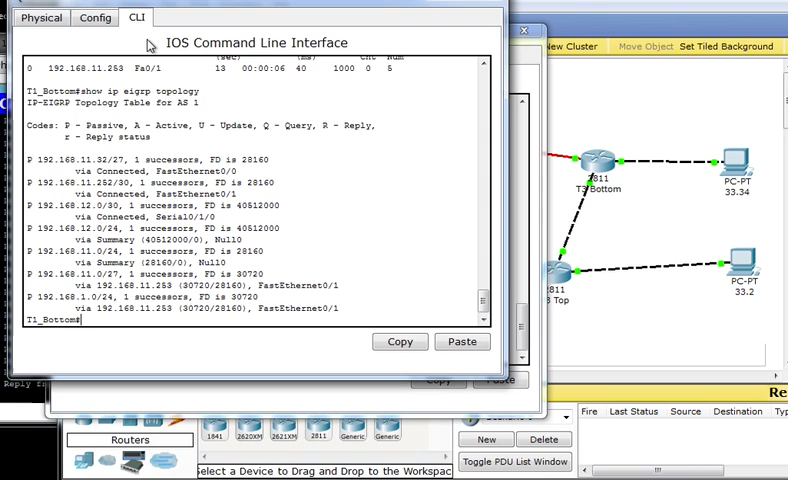 Physical
Config
CLI
IOS Command Line Interface
(sec) (ms) Cnt Num
0 192.168.11.253 Fa0/1 13 00:00:06 40 1000 0 5
T1_Bottom#show ip eigrp topology
IP-EIGRP Topology Table for AS 1
Codes: P - Passive, A - Active, U - Update, Q - Query, R - Reply,
r - Reply status
P 192.168.11.32/27, 1 successors, FD is 28160
via Connected, FastEthernet0/0
P 192.168.11.252/30, 1 successors, FD is 28160
via Connected, FastEthernet0/1
P 192.168.12.0/30, 1 successors, FD is 40512000
via Connected, Serial0/1/0
P 192.168.12.0/24, 1 successors, FD is 40512000
via Summary (40512000/0), Null0
P 192.168.11.0/24, 1 successors, FD is 28160
via Summary (28160/0), Null0
P 192.168.11.0/27, 1 successors, FD is 30720
via 192.168.11.253 (30720/28160), FastEthernet0/1
P 192.168.1.0/24, 1 successors, FD is 30720
via 192.168.11.253 (30720/28160), FastEthernet0/1
T1_Bottom#
Copy
Paste
Copy
Paste
New Cluster
Move Object
Set Tiled Background
2811
T3 Bottom
PC-PT
33.34
2811
Top
PC-PT
33.2
Reply
Routers
1841
2620XM
2621XM
2811
Generic
Generic
Select a Device to Drag and Drop to the Workspac
New
Delete
Toggle PDU List Window
Re
Fire
Last Status
Source
Destination
Typ